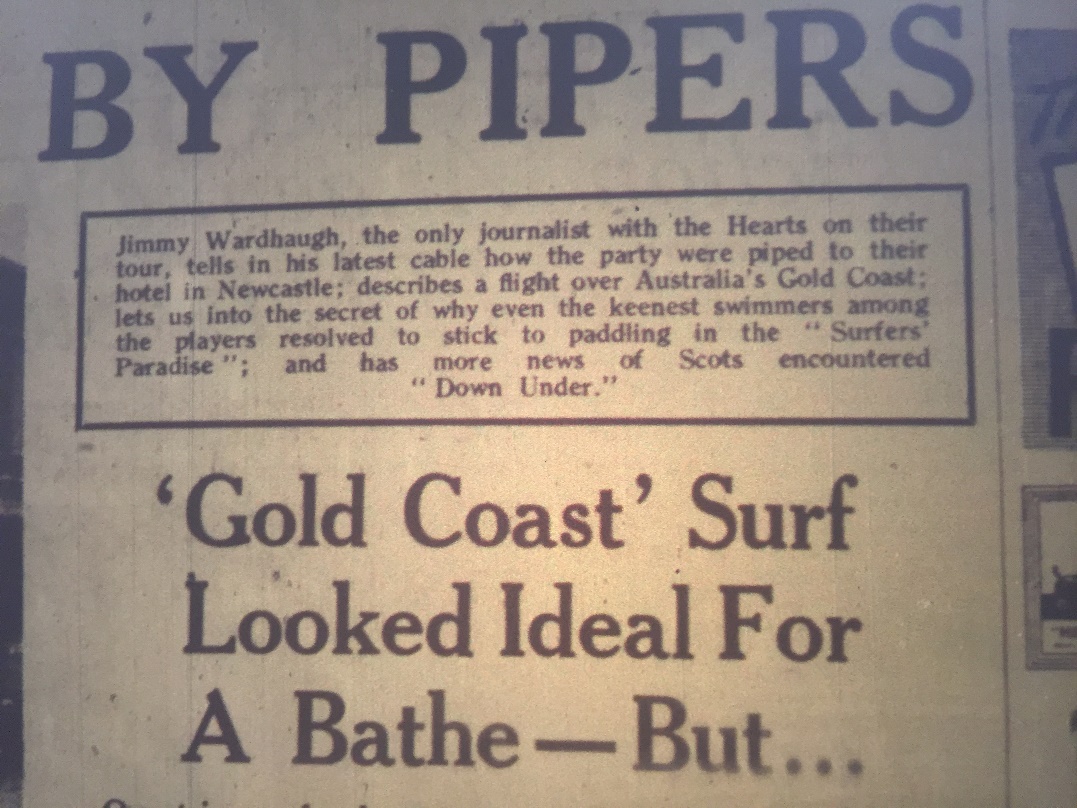 BY PIPERS
Jimmy Wardhaugh, the only journalist with the Hearts on their
tour, tells in his latest cable how the party were piped to their
hotel in Newcastle; describes a flight over Australia's Gold Coast;
lets us into the secret of why even the keenest swimmers among
the players resolved to stick to paddling in the "Surfers'
Paradise"; and has more news of Scots encountered
"Down Under."
'Gold Coast' Surf
Looked Ideal For
A Bathe — But...